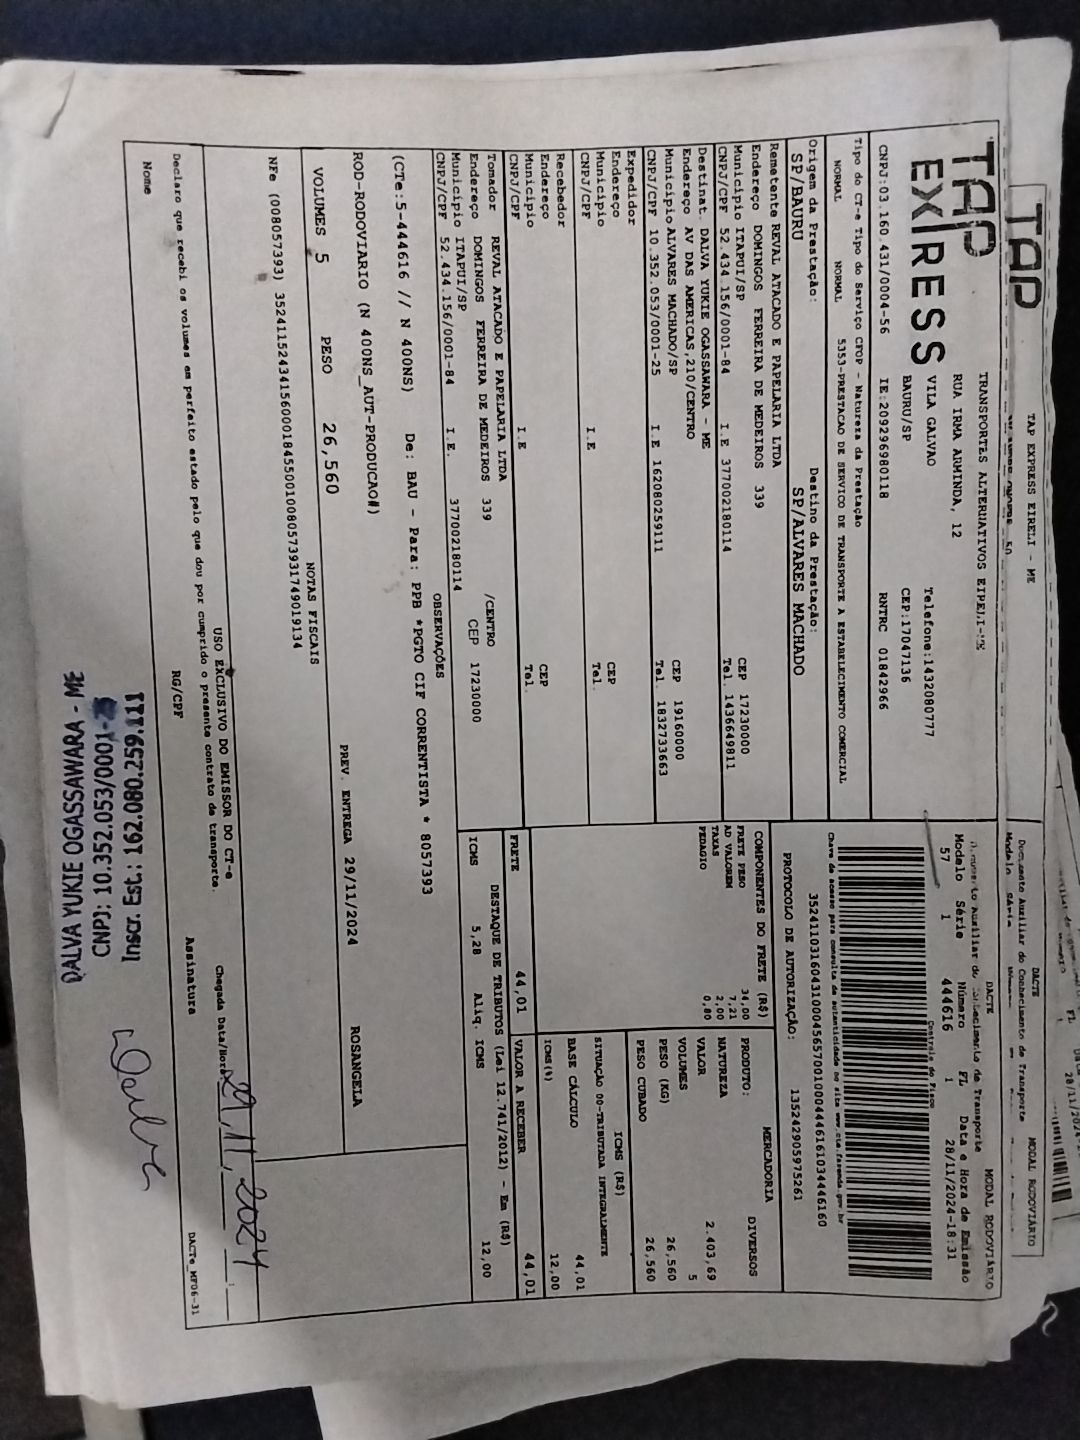 TAP
TAP EXPRESS EIRELI - ME
DACTE
MODAL RODOVIÁRIO
Documento Auxiliar do Conhecimento de Transporte
28/11/2024
TAP
EXPRESS
TRANSPORTES ALTERNATIVOS
RUA IRMA ARMINDA, 12
VILA GALVAO
Telefone:1432080777
BAURU/SP
CEP:17047136
CNPJ:03.160.431/0004-56
IE:209296980118
RNTRC 01842966
DACTE
MODAL RODOVIÁRIO
Modelo Série Número FL Data e Hora de Emissão
57 1 444616 1 28/11/2024-18:31
Controle do Fisco
Tipo do CT-e Tipo do Serviço CFOP - Natureza da Prestação
NORMAL NORMAL 5353-PRESTACAO DE SERVICO DE TRANSPORTE A ESTABELECIMENTO COMERCIAL
Chave de acesso para consulta de autenticidade no site www.cte.fazenda.gov.br
35241103160431000456570010004446161034446160
Origem da Prestação:
SP/BAURU
Destino da Prestação:
SP/ALVARES MACHADO
PROTOCOLO DE AUTORIZAÇÃO: 135242905975261
Remetente REVAL ATACADO E PAPELARIA LTDA
Endereço DOMINGOS FERREIRA DE MEDEIROS 339
Município ITAPUI/SP CEP 17230000
CNPJ/CPF 52.434.156/0001-84 I.E 377002180114 Tel. 1436649811
Destinat. DALVA YUKIE OGASSAWARA - ME
Endereço AV DAS AMERICAS,210/CENTRO
Município ALVARES MACHADO/SP CEP 19160000
CNPJ/CPF 10.352.053/0001-25 I.E 162080259111 Tel. 1832733663
Expedidor
Endereço
Município CEP
CNPJ/CPF I.E Tel.
Recebedor
Endereço
Município CEP
CNPJ/CPF I.E Tel.
Tomador REVAL ATACADO E PAPELARIA LTDA
Endereço DOMINGOS FERREIRA DE MEDEIROS 339 /CENTRO
Município ITAPUI/SP CEP 17230000
CNPJ/CPF 52.434.156/0001-84 I.E. 377002180114
COMPONENTES DO FRETE (R$)
FRETE PESO 34,00
AD VALOREM 7,21
TAXAS 2,00
PEDAGIO 0,80
MERCADORIA
PRODUTO: DIVERSOS
NATUREZA
VALOR 2.403,69
VOLUMES 5
PESO (KG) 26,560
PESO CUBADO 26,560
ICMS (R$)
SITUAÇÃO 00-TRIBUTADA INTEGRALMENTE
BASE CÁLCULO 44,01
ICMS(%) 12,00
FRETE 44,01
VALOR A RECEBER 44,01
DESTAQUE DE TRIBUTOS (Lei 12.741/2012) - Em (R$)
ICMS 5,28 Aliq. ICMS 12,00
OBSERVAÇÕES
(CTe:5-444616 // N 400NS) De: BAU - Para: PPB *PGTO CIF CORRENTISTA * 8057393
ROD-RODOVIARIO (N 400NS_AUT-PRODUCAO#)
VOLUMES 5 PESO 26,560 PREV. ENTREGA 29/11/2024 ROSANGELA
NOTAS FISCAIS
NFe (008057393) 35241152434156000184550010080573931749019134
USO EXCLUSIVO DO EMISSOR DO CT-e
Declaro que recebi os volumes em perfeito estado pelo que dou por cumprido o presente contrato de transporte.
Chegada Data/Hora 29.11.2024
Nome RG/CPF Assinatura
DACTe_MF06-31
Inscr. Est.: 162.080.259.111
CNPJ: 10.352.053/0001-25
DALVA YUKIE OGASSAWARA - ME
Dalva